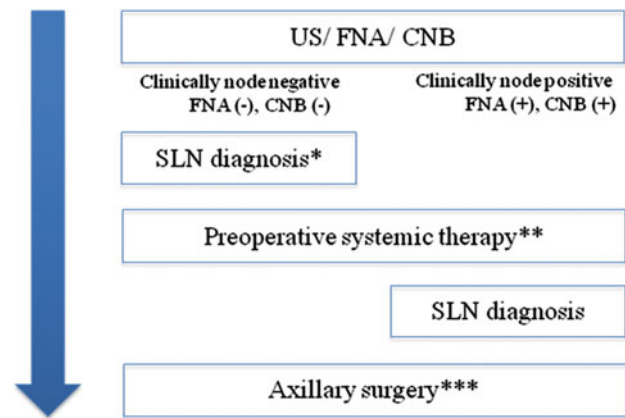 US/ FNA/ CNB
Clinically node negative
FNA (-), CNB (-)
Clinically node positive
FNA (+), CNB (+)
SLN diagnosis*
Preoperative systemic therapy**
SLN diagnosis
Axillary surgery***